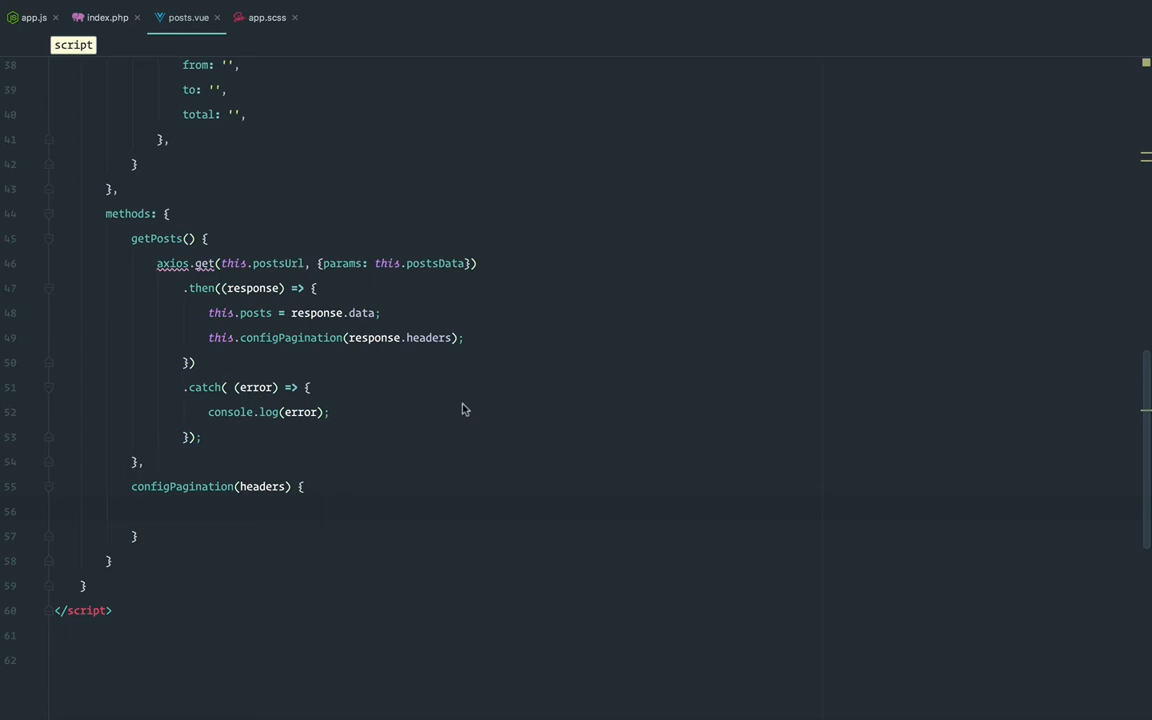 app.js × index.php × posts.vue × app.scss ×
script
38 from: '',
39 to: '',
40 total: '',
41 },
42 }
43 },
44 methods: {
45 getPosts() {
46 axios.get(this.postsUrl, {params: this.postsData})
47 .then((response) => {
48 this.posts = response.data;
49 this.configPagination(response.headers);
50 })
51 .catch( (error) => {
52 console.log(error);
53 });
54 },
55 configPagination(headers) {
56
57 }
58 }
59 }
60 </script>
61
62